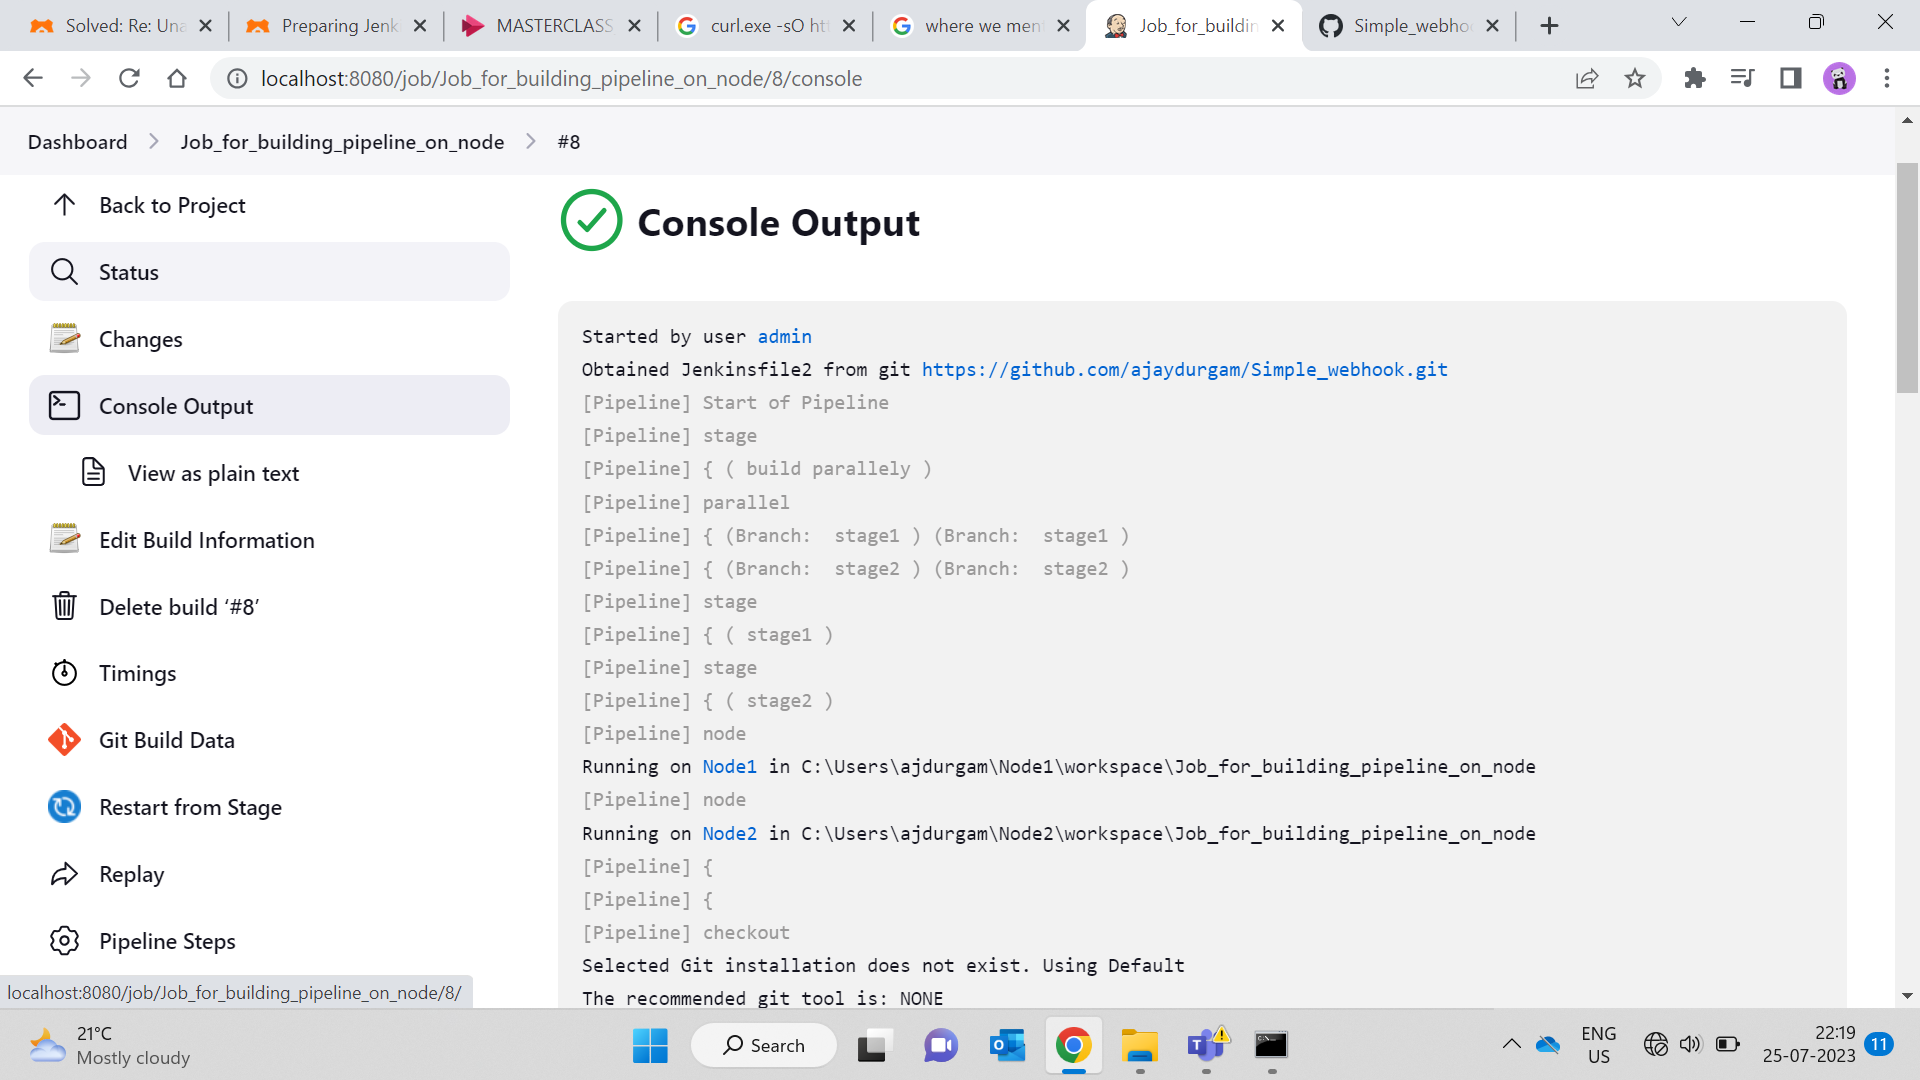 Solved: Re: Una
Preparing Jenki
MASTERCLASS
curl.exe -sO htt
where we ment
Job_for_buildin
Simple_webhoo
localhost:8080/job/Job_for_building_pipeline_on_node/8/console
Dashboard
Job_for_building_pipeline_on_node
#8
Back to Project
Status
Changes
Console Output
View as plain text
Edit Build Information
Delete build ‘#8’
Timings
Git Build Data
Restart from Stage
Replay
Pipeline Steps
localhost:8080/job/Job_for_building_pipeline_on_node/8/
Console Output
Started by user admin
Obtained Jenkinsfile2 from git https://github.com/ajaydurgam/Simple_webhook.git
[Pipeline] Start of Pipeline
[Pipeline] stage
[Pipeline] { ( build parallely )
[Pipeline] parallel
[Pipeline] { (Branch:  stage1 ) (Branch:  stage1 )
[Pipeline] { (Branch:  stage2 ) (Branch:  stage2 )
[Pipeline] stage
[Pipeline] { ( stage1 )
[Pipeline] stage
[Pipeline] { ( stage2 )
[Pipeline] node
Running on Node1 in C:\Users\ajdurgam\Node1\workspace\Job_for_building_pipeline_on_node
[Pipeline] node
Running on Node2 in C:\Users\ajdurgam\Node2\workspace\Job_for_building_pipeline_on_node
[Pipeline] {
[Pipeline] {
[Pipeline] checkout
Selected Git installation does not exist. Using Default
The recommended git tool is: NONE
21°C
Mostly cloudy
Search
ENG
US
22:19
25-07-2023
11